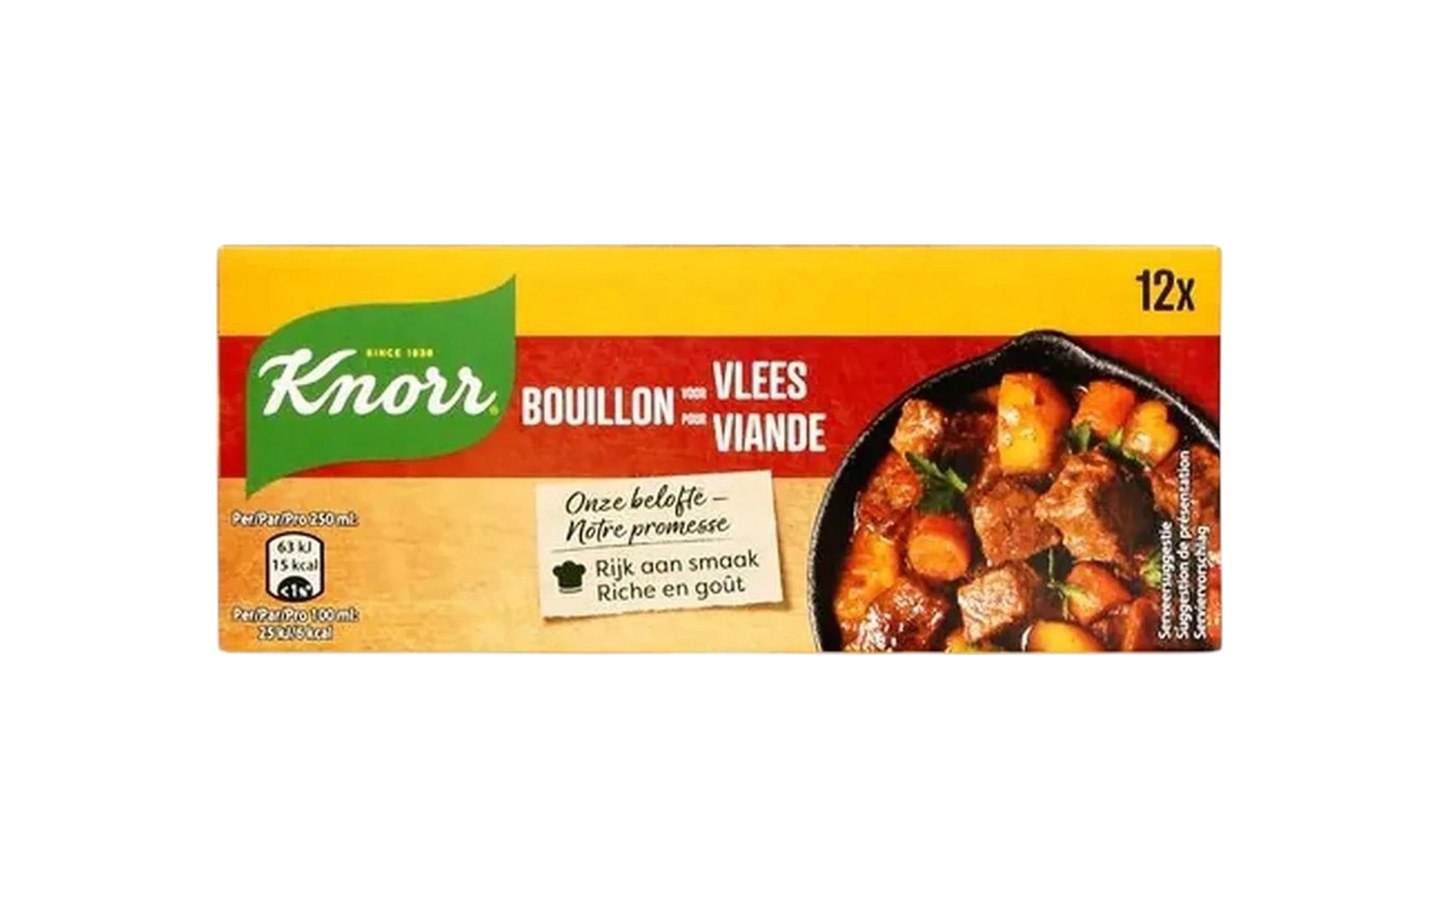 12x
SINCE 1838
Knorr
BOUILLON VOOR VLEES
POUR VIANDE
Onze belofte –
Notre promesse
Rijk aan smaak
Riche en goût
Per/Par/Pro 250 ml:
63 kJ
15 kcal
<1%
Per/Par/Pro 100 ml:
25 kJ/6 kcal
Serveersuggestie
Suggestion de présentation
Serviervorschlag